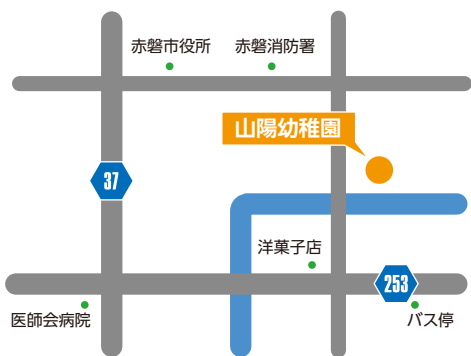 赤磐市役所
赤磐消防署
山陽幼稚園
37
洋菓子店
253
医師会病院
バス停